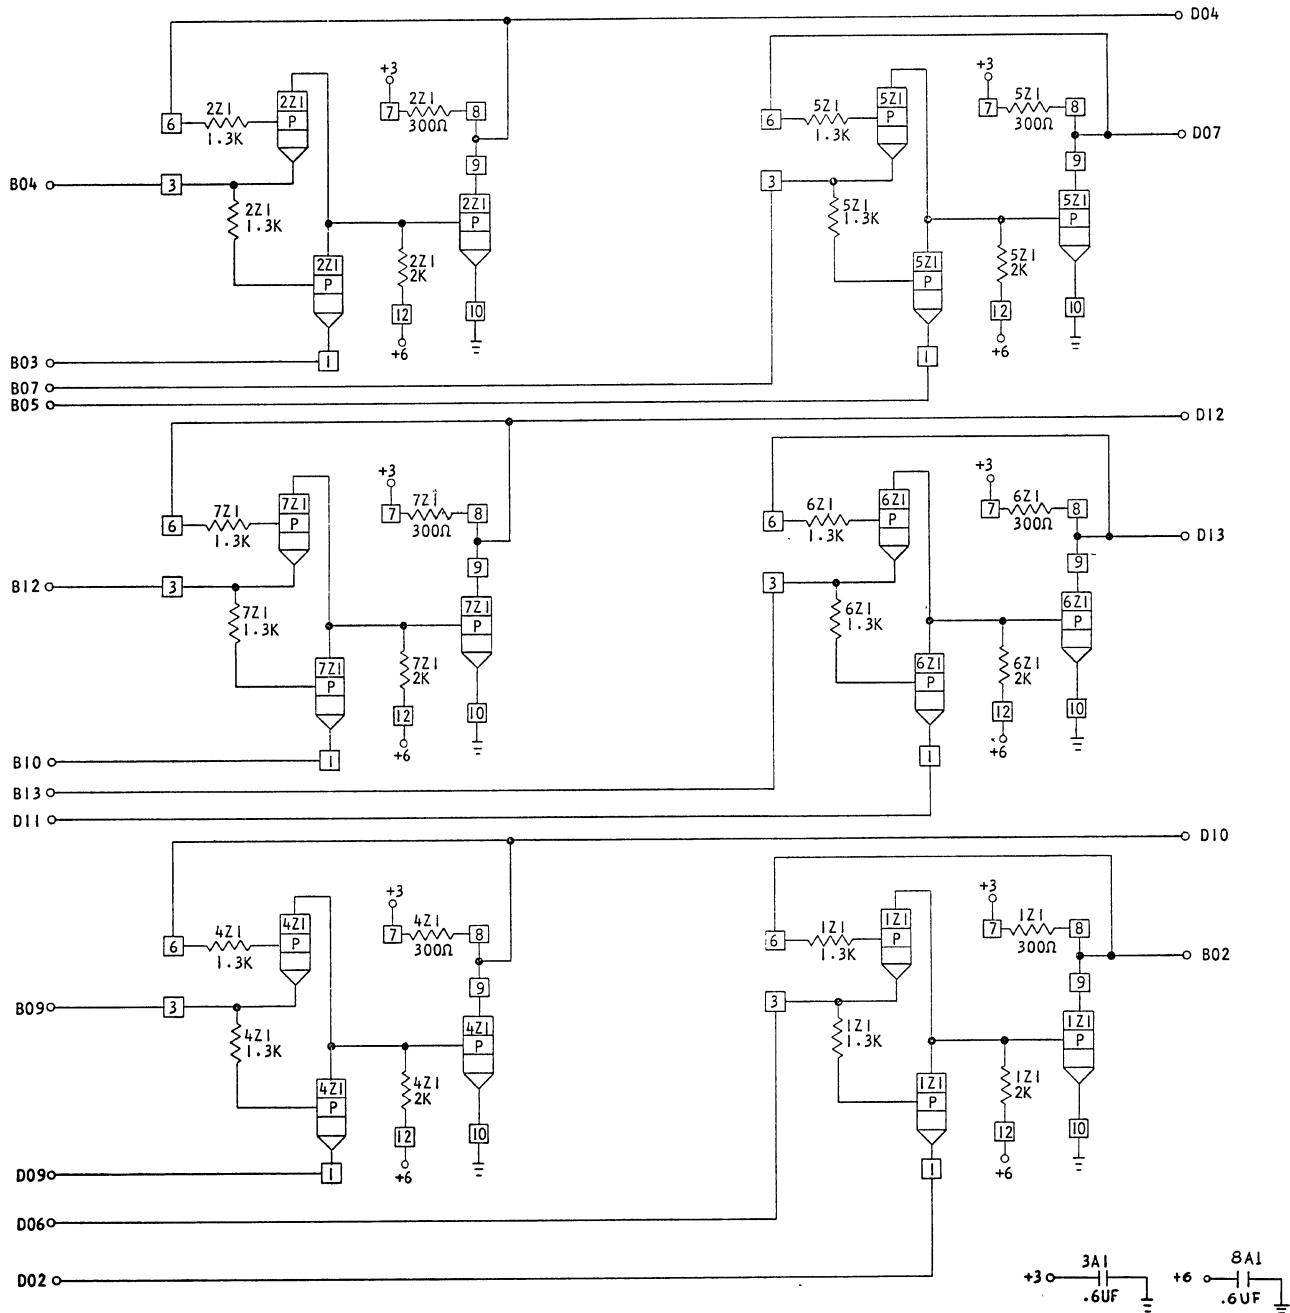 D04
+3
+3
2Z1
2Z1
2Z1
5Z1
5Z1
5Z1
6
1.3K
P
7
300Ω
8
6
1.3K
P
7
300Ω
8
D07
9
9
B04
3
3
2Z1
1.3K
2Z1
P
5Z1
1.3K
5Z1
P
2Z1
P
2Z1
2K
5Z1
P
5Z1
2K
12
10
12
10
+6
+6
B03
1
1
B07
B05
D12
+3
+3
7Z1
7Z1
7Z1
6Z1
6Z1
6Z1
6
1.3K
P
7
300Ω
8
6
1.3K
P
7
300Ω
8
D13
9
9
B12
3
3
7Z1
1.3K
7Z1
P
6Z1
1.3K
6Z1
P
7Z1
P
7Z1
2K
6Z1
P
6Z1
2K
12
10
12
10
+6
+6
B10
1
1
B13
D11
D10
+3
+3
4Z1
4Z1
4Z1
1Z1
1Z1
1Z1
6
1.3K
P
7
300Ω
8
6
1.3K
P
7
300Ω
8
B02
9
9
B09
3
3
4Z1
1.3K
4Z1
P
1Z1
1.3K
1Z1
P
4Z1
P
4Z1
2K
1Z1
P
1Z1
2K
12
10
12
10
+6
+6
D09
1
1
D06
D02
3A1
+3
.6UF
8A1
+6
.6UF